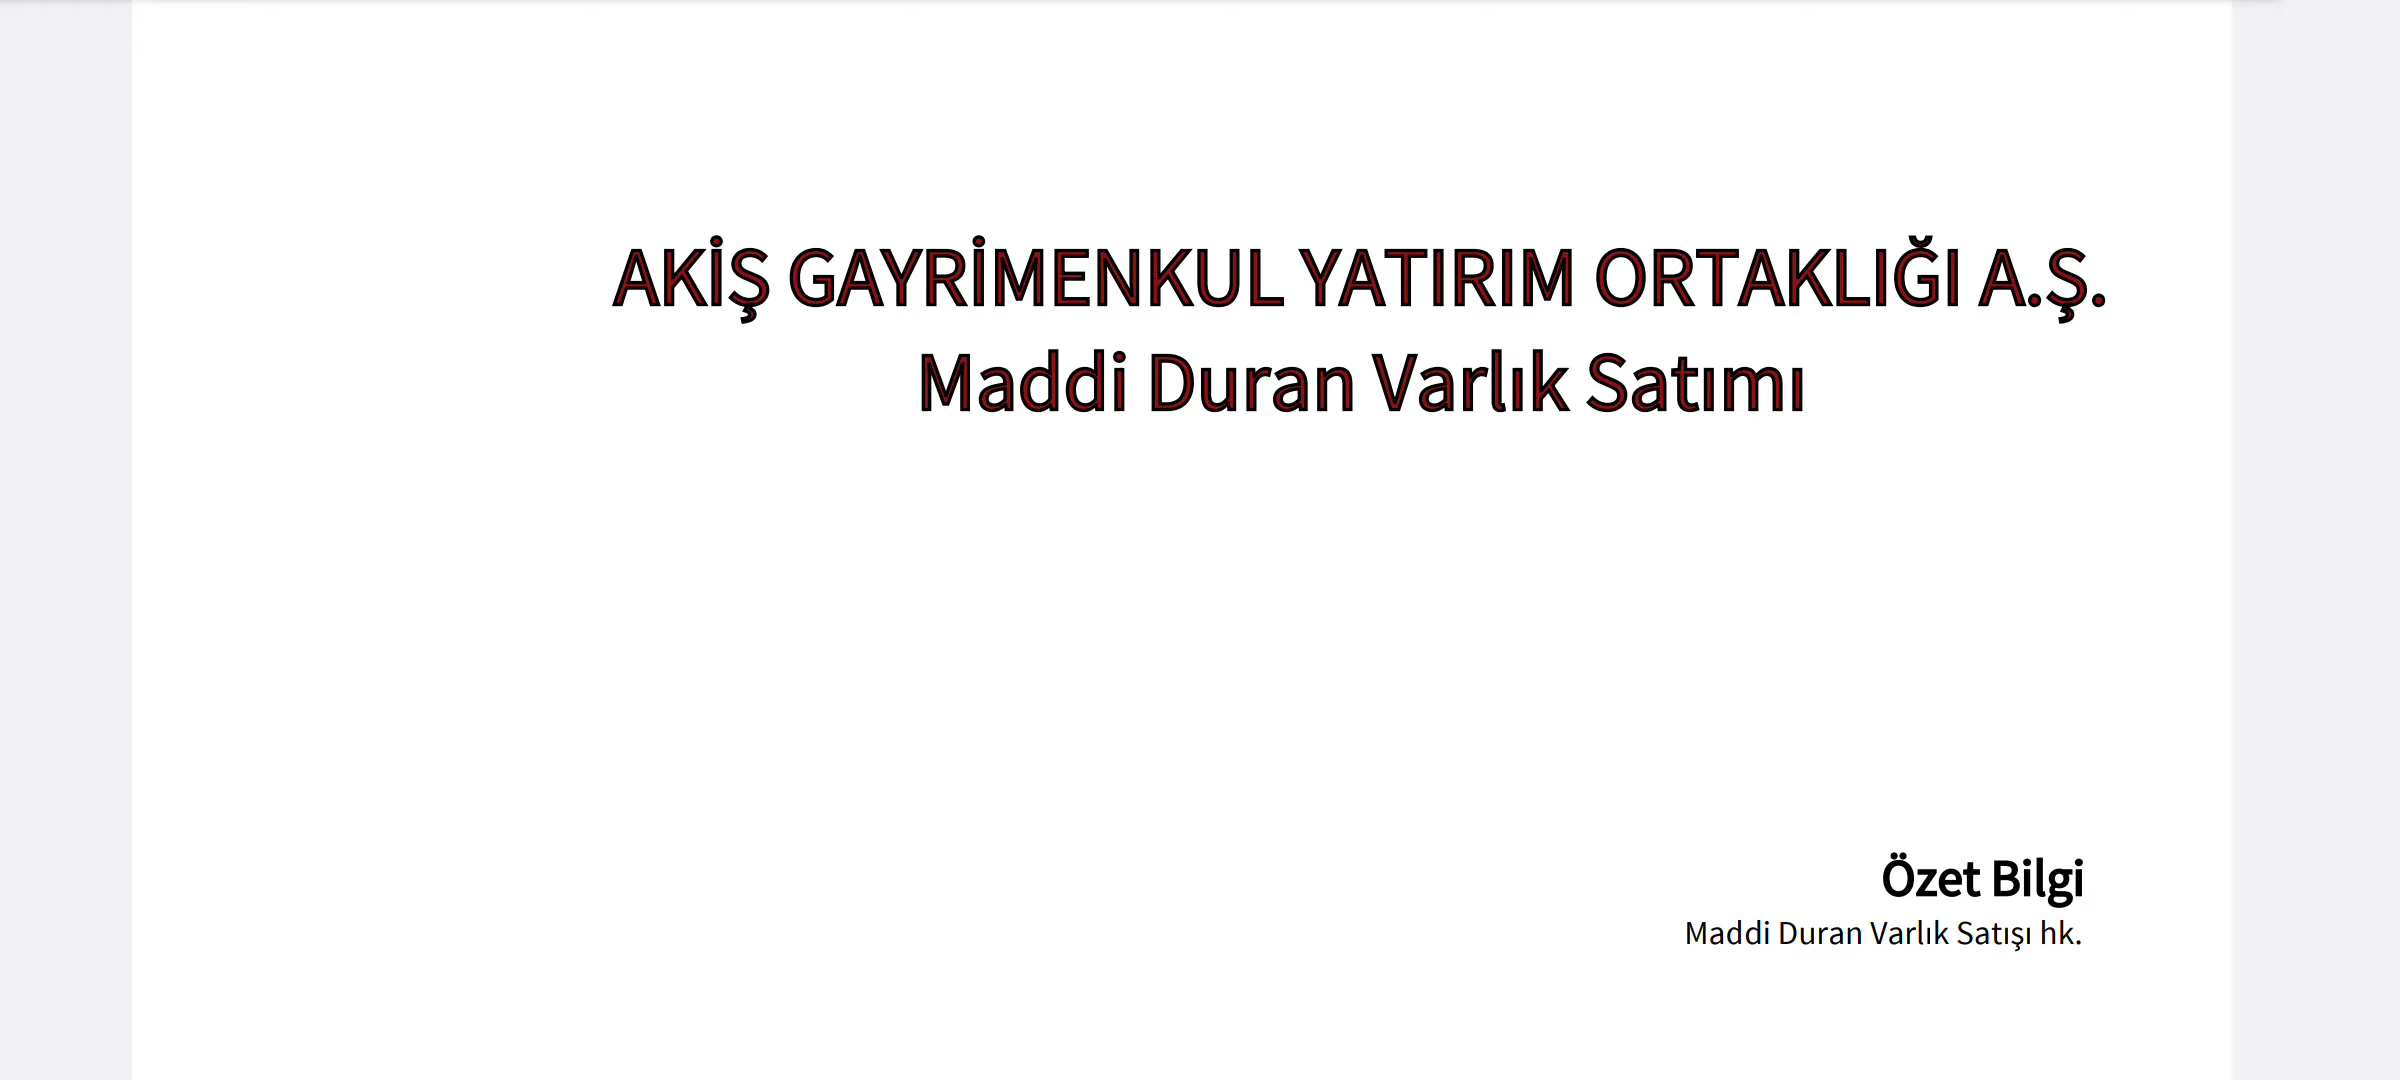 AKİŞ GAYRİMENKUL YATIRIM ORTAKLIĞI A.Ş.
Maddi Duran Varlık Satımı
Özet Bilgi
Maddi Duran Varlık Satışı hk.